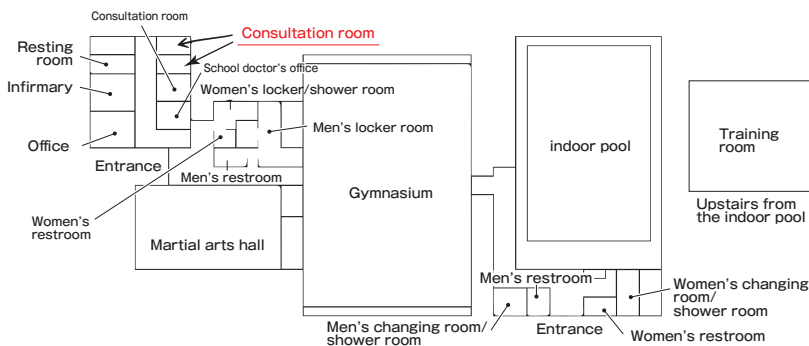 Consultation room
Consultation room
Resting
room
School doctor's office
Infirmary
Women's locker/shower room
Men's locker room
Office
Entrance
Men's restroom
Women's
restroom
Martial arts hall
Gymnasium
indoor pool
Training
room
Upstairs from
the indoor pool
Men's restroom
Women's changing
room/
shower room
Men's changing room/
shower room
Entrance
Women's restroom